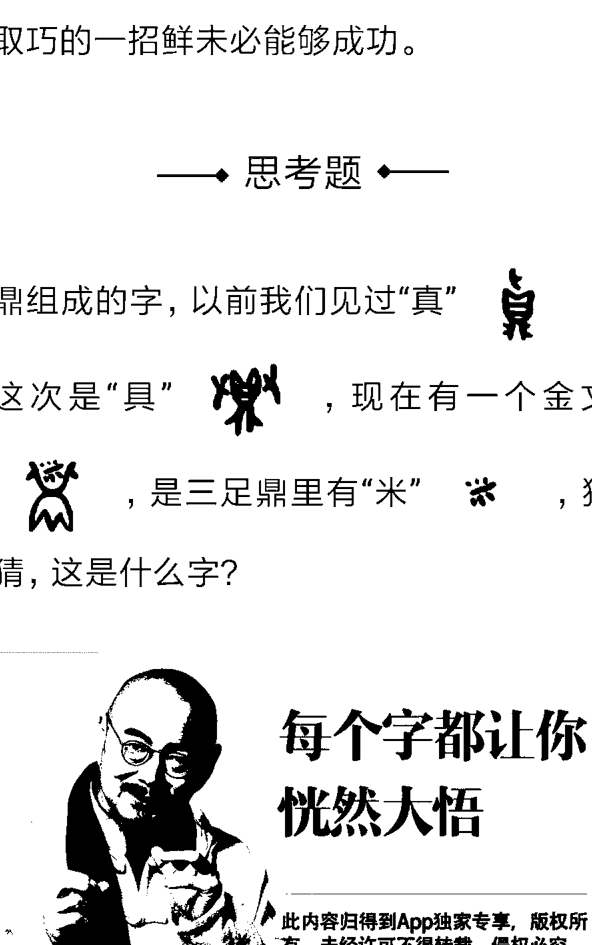 取巧的一招鲜未必能够成功。
思考题
鼎组成的字，以前我们见过“真”
这次是“具”，现在有一个金文
，是三足鼎里有“米”，猜
猜，这是什么字？
每个字都让你
恍然大悟
此内容归得到App独家专享，版权所
有，未经许可不得转载，侵权必究